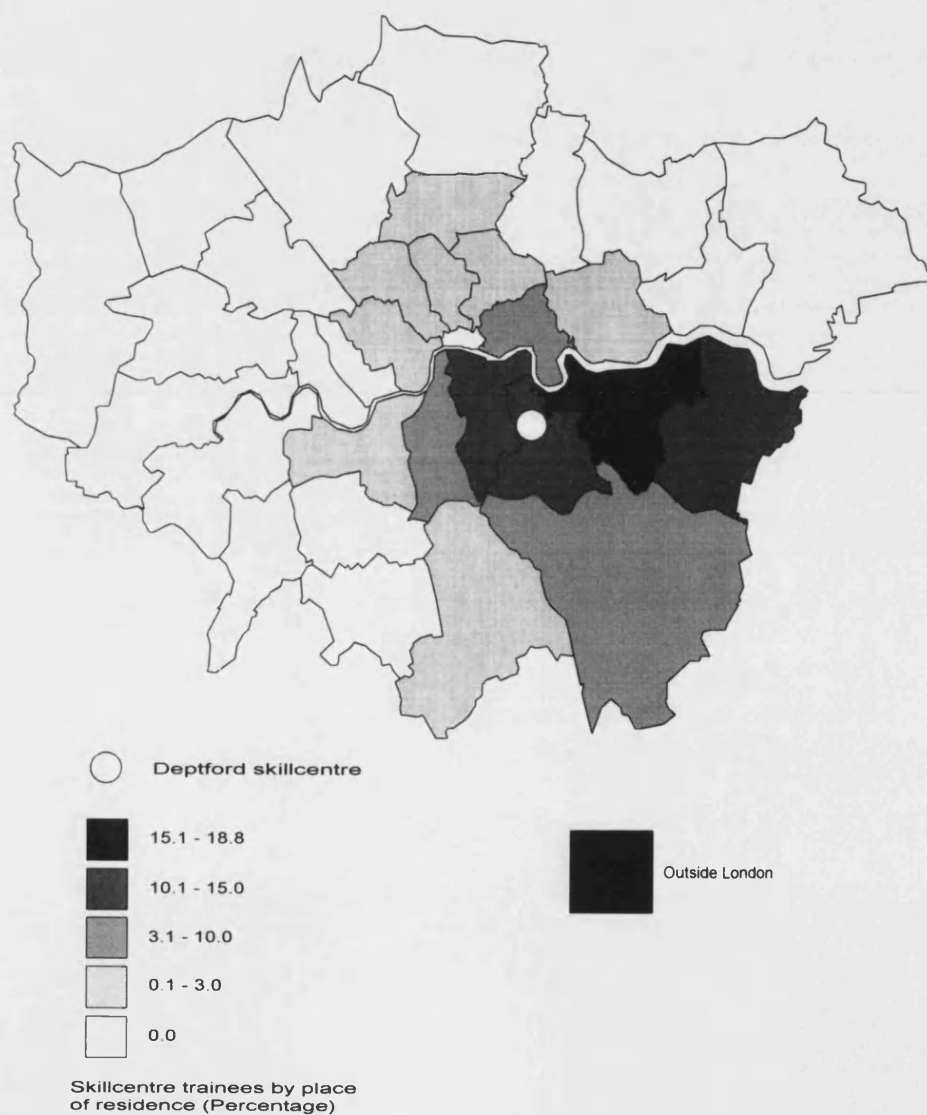 Deptford skillcentre
15.1 - 18.8
10.1 - 15.0
3.1 - 10.0
0.1 - 3.0
0.0
Outside London
Skillcentre trainees by place
of residence (Percentage)